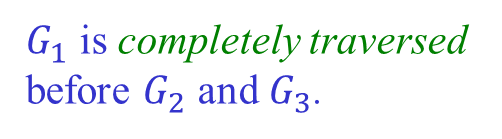 G₁ is completely traversed
before G₂ and G₃.